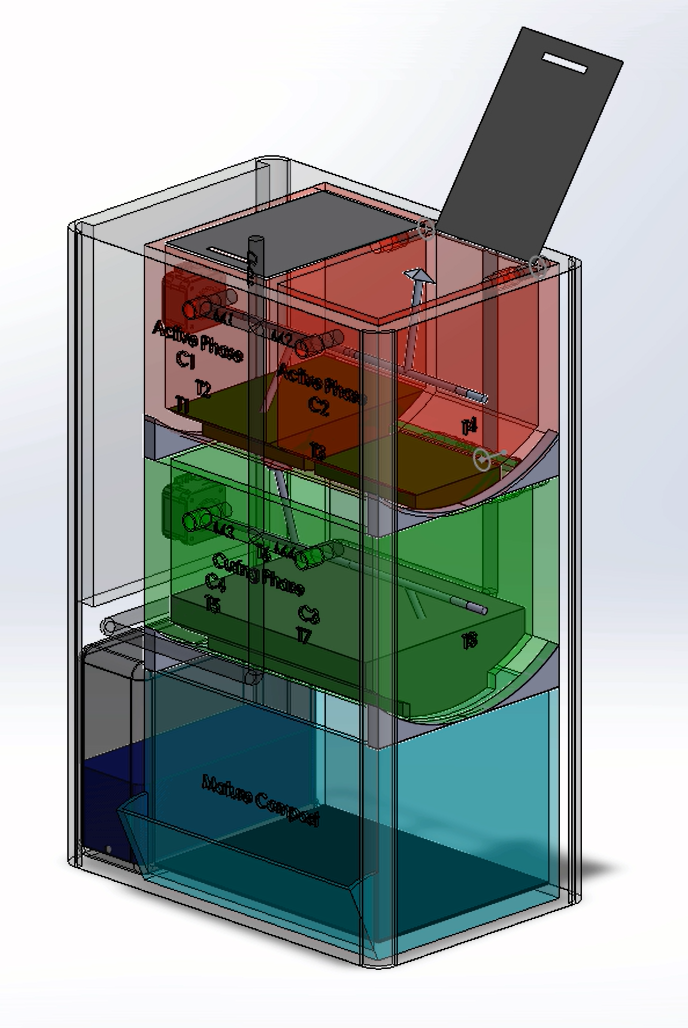 M1
M2
Active Phase
C1
Active Phase
C2
T2
T1
T3
T4
M3
M4
T6
Curing Phase
C4
C3
T5
T7
T8
Mature Compost